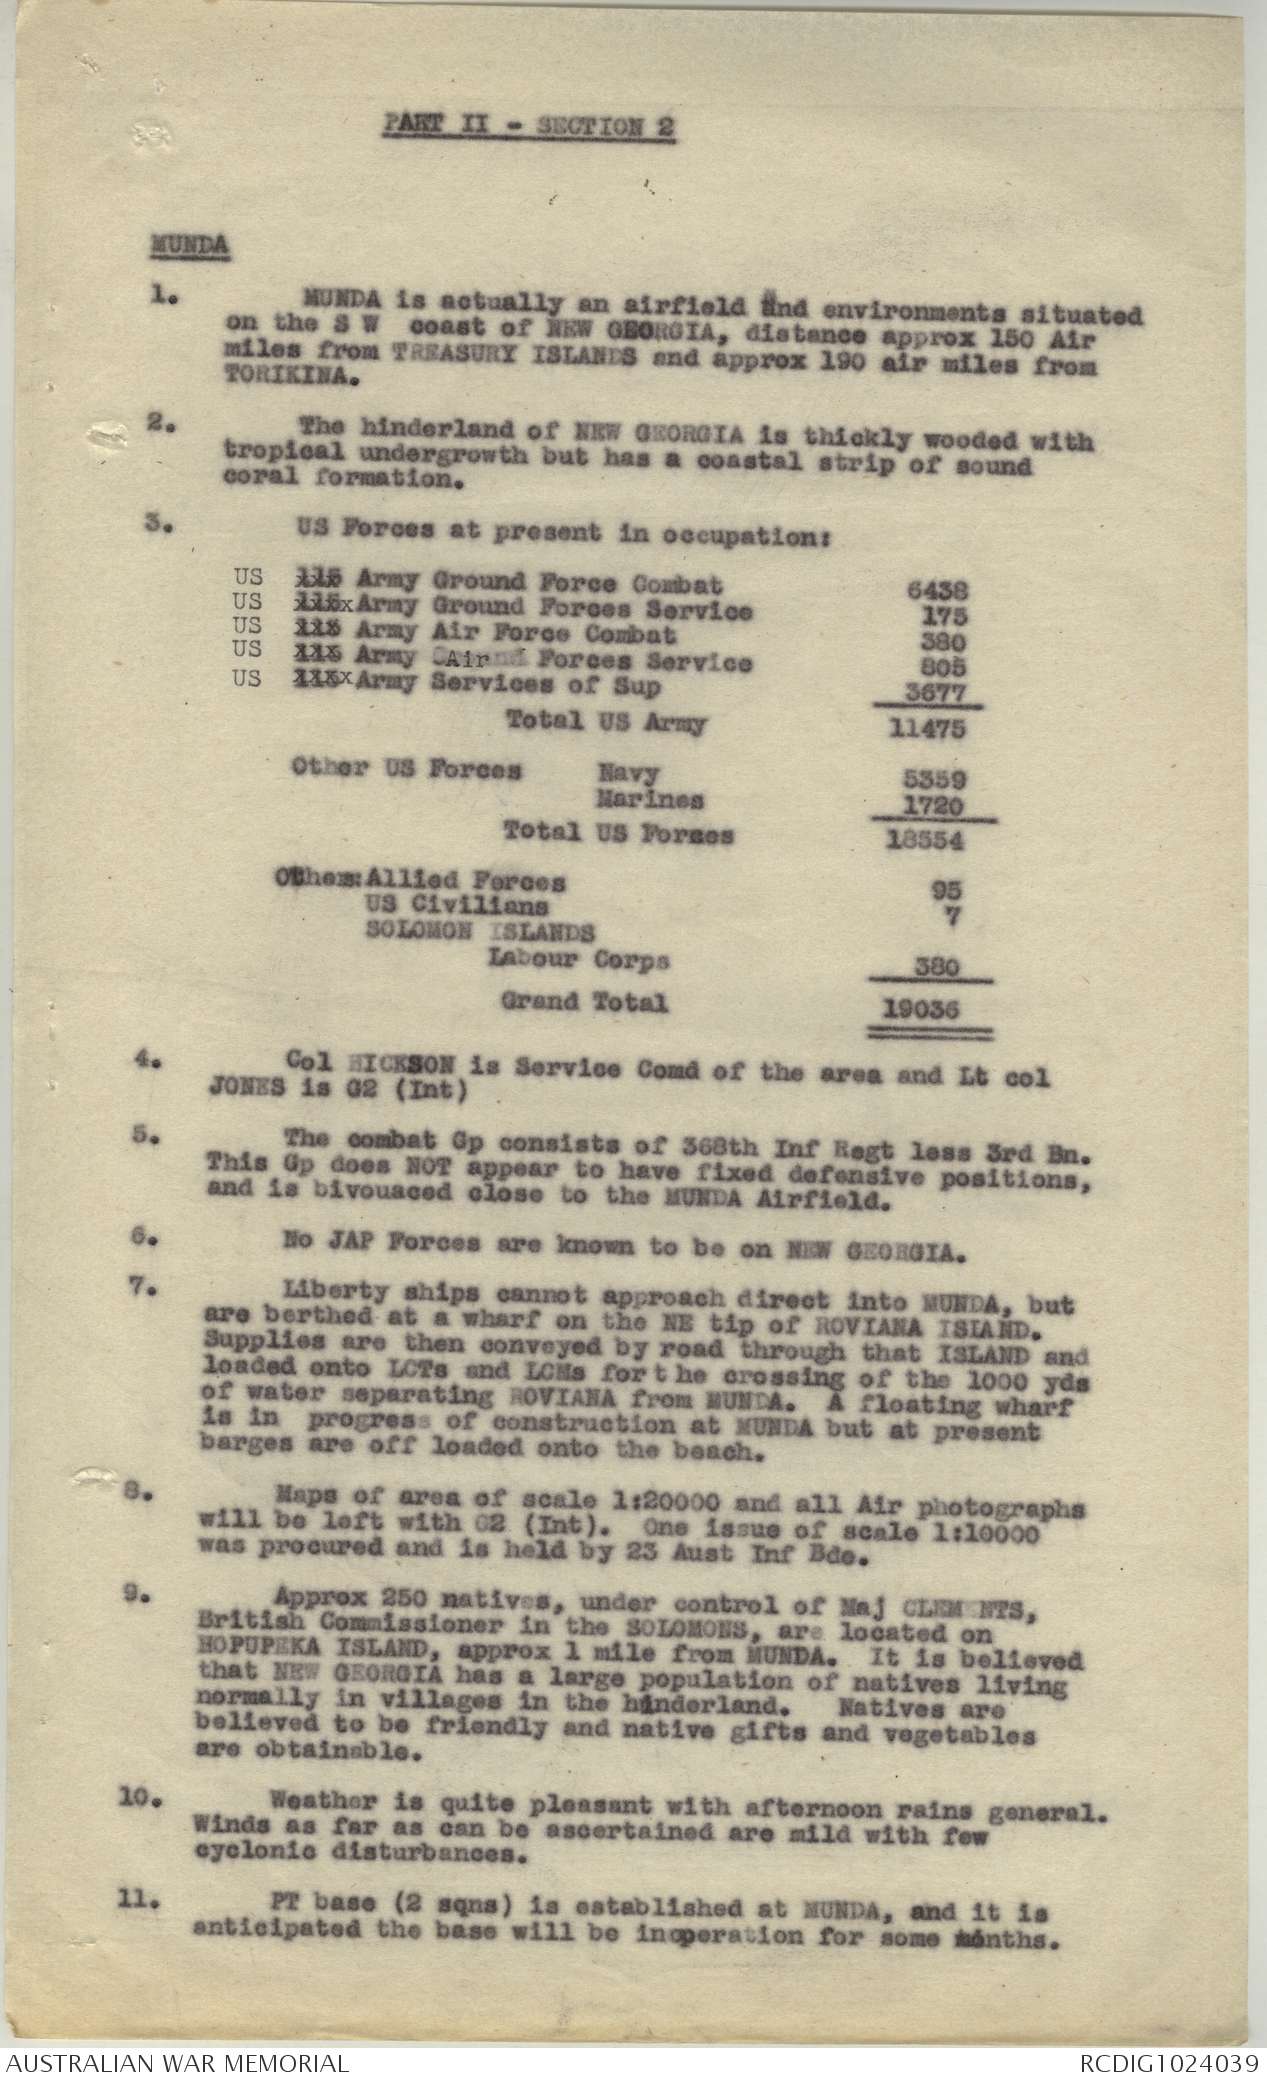 PART II - SECTION 2
MUNDA
1. MUNDA is actually an airfield and environments situated
on the S W coast of NEW GEORGIA, distance approx 150 Air
miles from TREASURY ISLANDS and approx 190 air miles from
TORIKINA.
2. The hinderland of NEW GEORGIA is thickly wooded with
tropical undergrowth but has a coastal strip of sound
coral formation.
3. US Forces at present in occupation:
US Army Ground Force Combat 6438
US Army Ground Forces Service 175
US Army Air Force Combat 380
US Army Air Forces Service 805
US Army Services of Sup 3677
Total US Army 11475
Other US Forces Navy 5359
Marines 1720
Total US Forces 18554
Others: Allied Forces 95
US Civilians 7
SOLOMON ISLANDS
Labour Corps 380
Grand Total 19036
4. Col HICKSON is Service Comd of the area and Lt col
JONES is G2 (Int)
5. The combat Gp consists of 368th Inf Regt less 3rd Bn.
This Gp does NOT appear to have fixed defensive positions,
and is bivouaced close to the MUNDA Airfield.
6. No JAP Forces are known to be on NEW GEORGIA.
7. Liberty ships cannot approach direct into MUNDA, but
are berthed at a wharf on the NE tip of ROVIANA ISLAND.
Supplies are then conveyed by road through that ISLAND and
loaded onto LCTs and LCMs for the crossing of the 1000 yds
of water separating ROVIANA from MUNDA. A floating wharf
is in progress of construction at MUNDA but at present
barges are off loaded onto the beach.
8. Maps of area of scale 1:20000 and all Air photographs
will be left with G2 (Int). One issue of scale 1:10000
was procured and is held by 23 Aust Inf Bde.
9. Approx 250 natives, under control of Maj CLEMENTS,
British Commissioner in the SOLOMONS, are located on
HOPUPEKA ISLAND, approx 1 mile from MUNDA. It is believed
that NEW GEORGIA has a large population of natives living
normally in villages in the hinderland. Natives are
believed to be friendly and native gifts and vegetables
are obtainable.
10. Weather is quite pleasant with afternoon rains general.
Winds as far as can be ascertained are mild with few
cyclonic disturbances.
11. PT base (2 sqns) is established at MUNDA, and it is
anticipated the base will be inoperation for some months.
AUSTRALIAN WAR MEMORIAL
RCDIG1024039